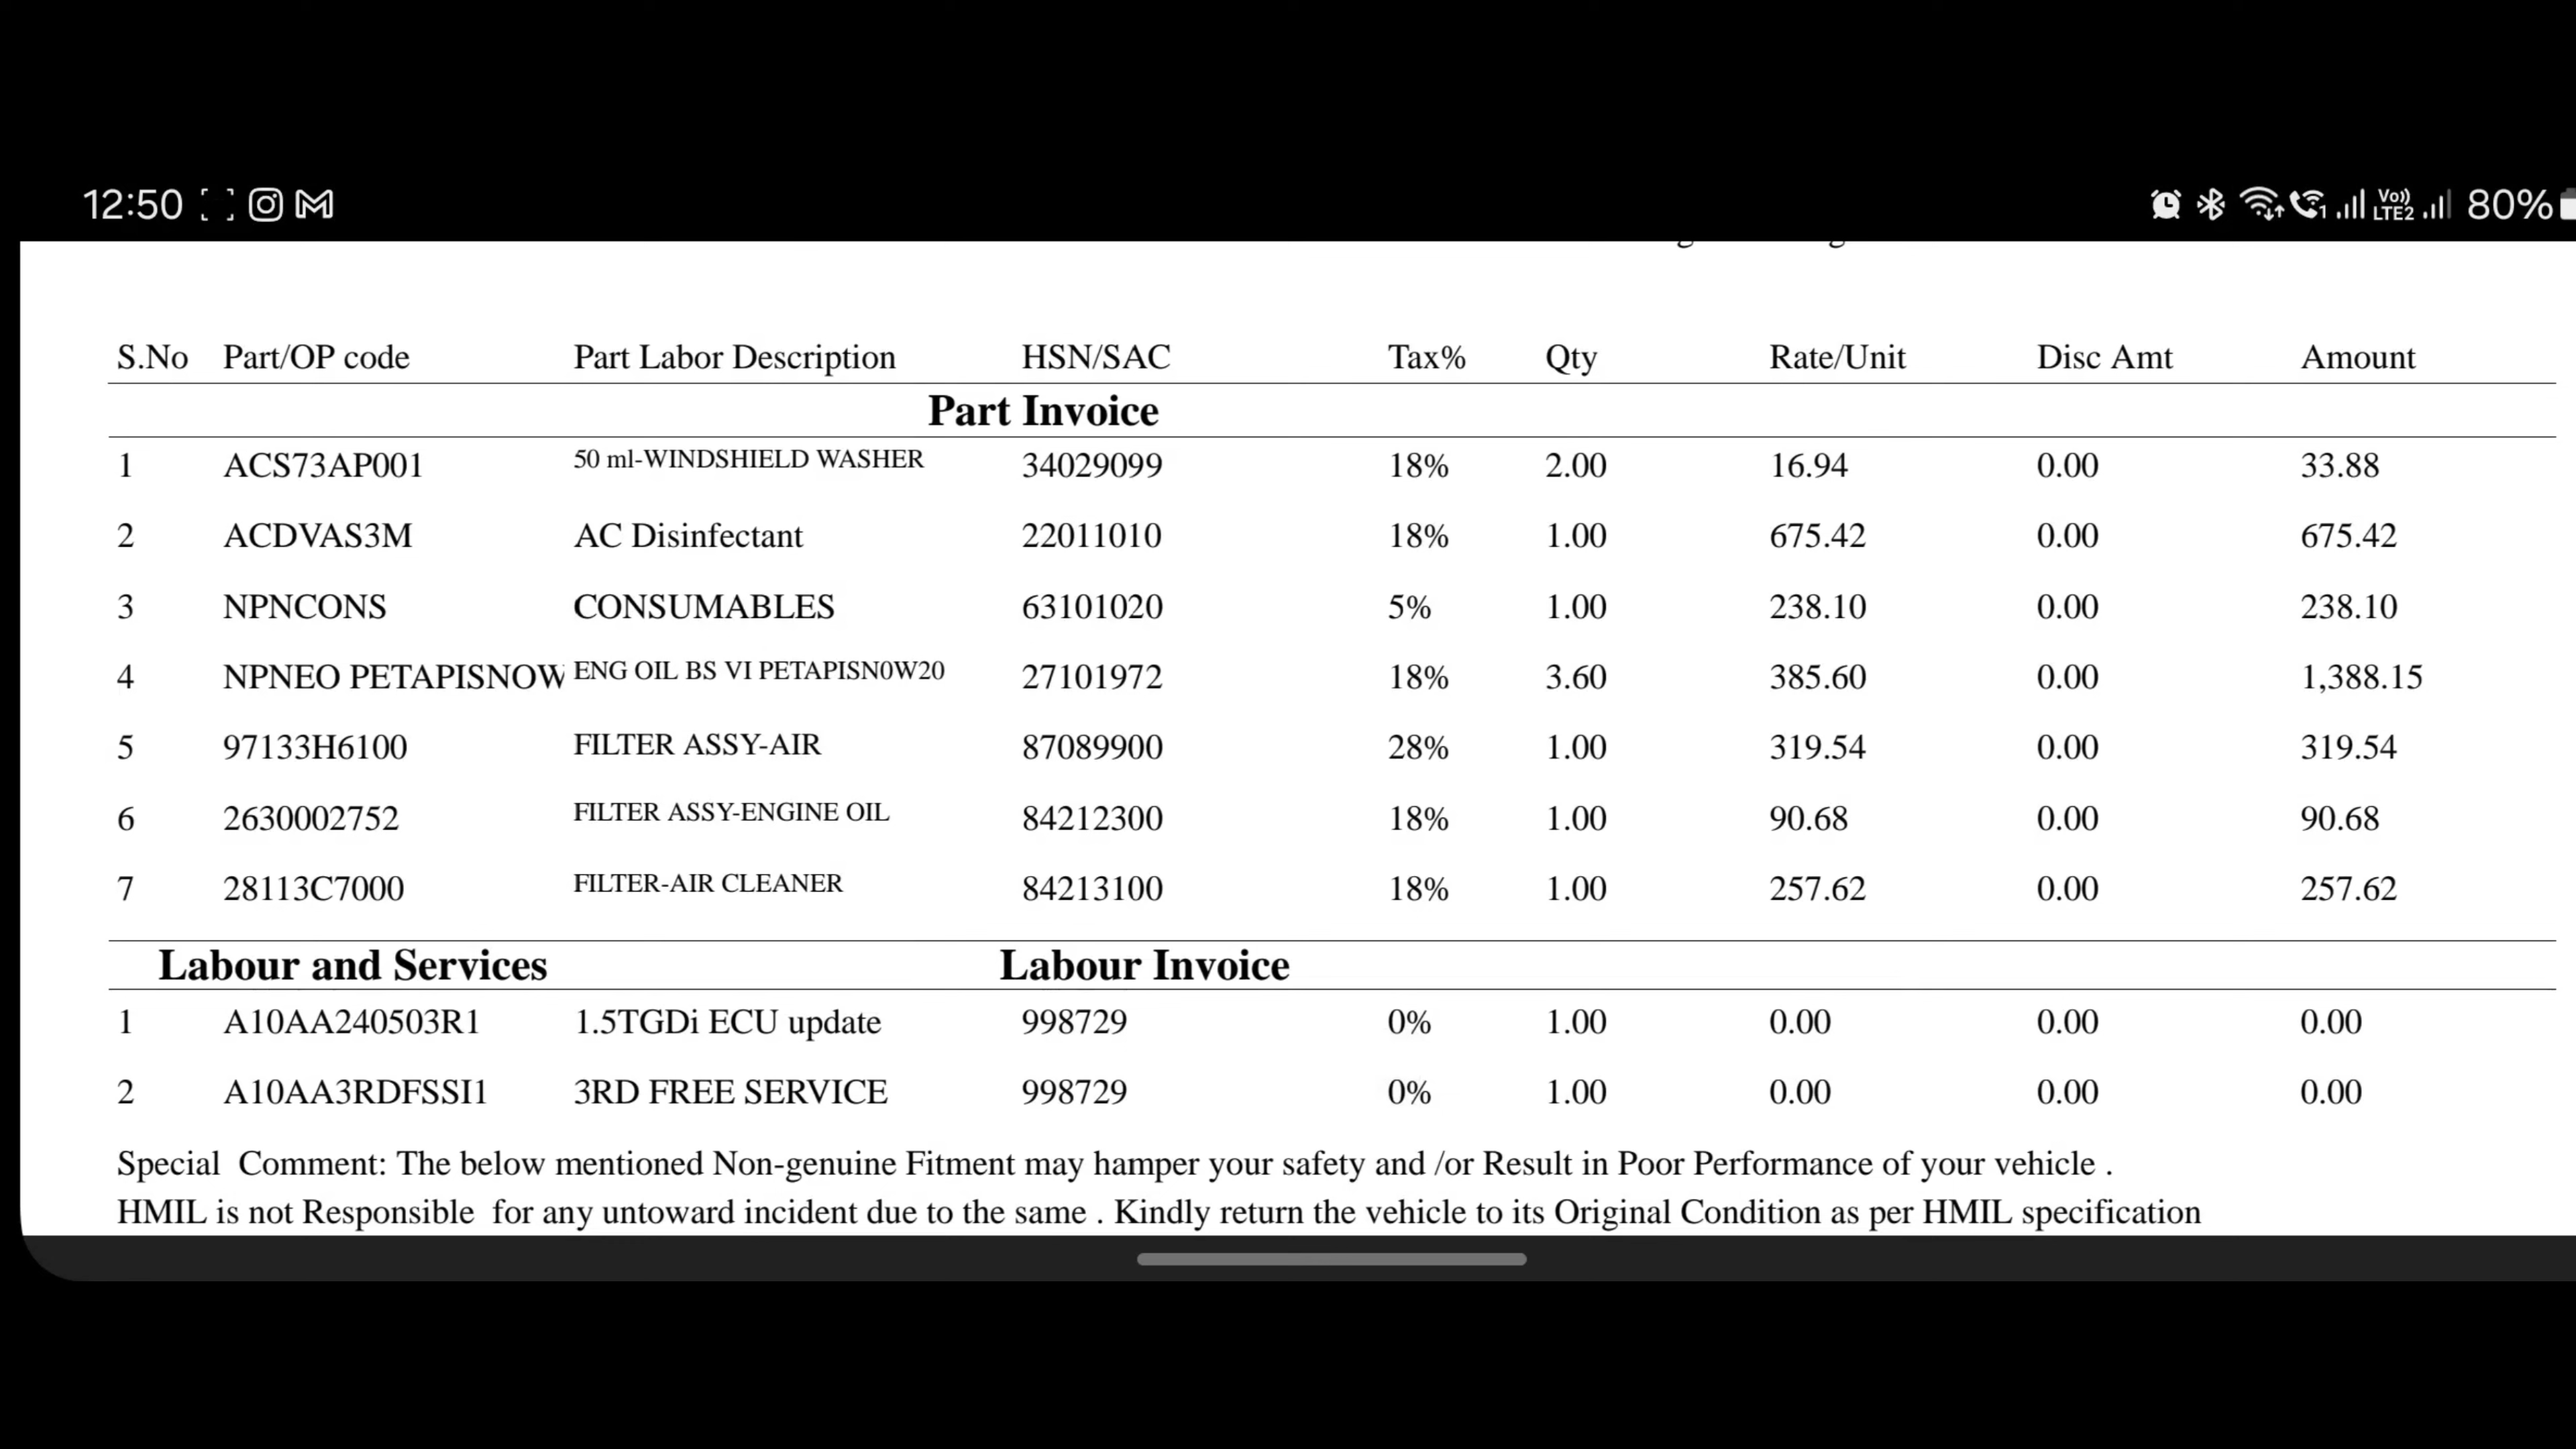 12:50 Vo)) LTE2 80%
S.No Part/OP code Part Labor Description HSN/SAC Tax% Qty Rate/Unit Disc Amt Amount
Part Invoice
1 ACS73AP001 50 ml-WINDSHIELD WASHER 34029099 18% 2.00 16.94 0.00 33.88
2 ACDVAS3M AC Disinfectant 22011010 18% 1.00 675.42 0.00 675.42
3 NPNCONS CONSUMABLES 63101020 5% 1.00 238.10 0.00 238.10
4 NPNEO PETAPISNOW ENG OIL BS VI PETAPISN0W20 27101972 18% 3.60 385.60 0.00 1,388.15
5 97133H6100 FILTER ASSY-AIR 87089900 28% 1.00 319.54 0.00 319.54
6 2630002752 FILTER ASSY-ENGINE OIL 84212300 18% 1.00 90.68 0.00 90.68
7 28113C7000 FILTER-AIR CLEANER 84213100 18% 1.00 257.62 0.00 257.62
Labour and Services Labour Invoice
1 A10AA240503R1 1.5TGDi ECU update 998729 0% 1.00 0.00 0.00 0.00
2 A10AA3RDFSSI1 3RD FREE SERVICE 998729 0% 1.00 0.00 0.00 0.00
Special Comment: The below mentioned Non-genuine Fitment may hamper your safety and /or Result in Poor Performance of your vehicle .
HMIL is not Responsible for any untoward incident due to the same . Kindly return the vehicle to its Original Condition as per HMIL specification